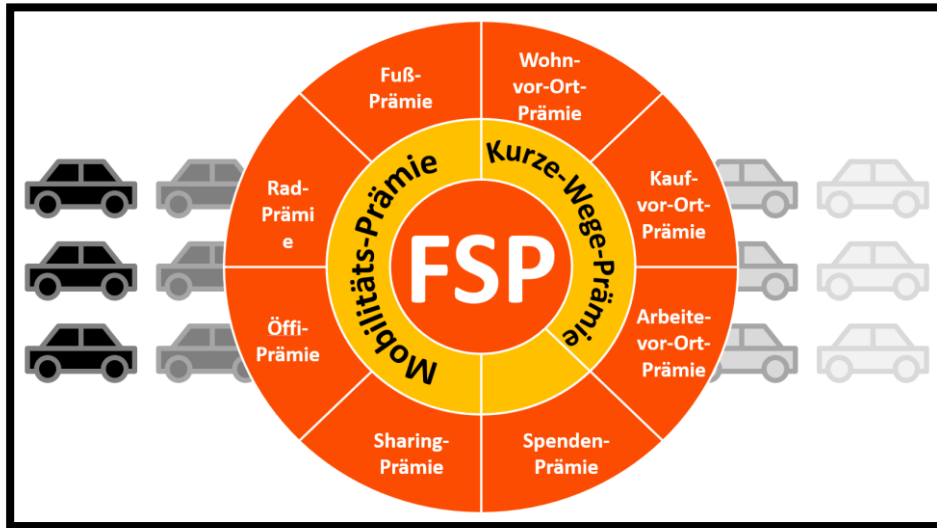 Fuß-
Prämie
Wohn-
vor-Ort-
Prämie
Rad-
Prämi
e
Kauf-
vor-Ort-
Prämie
Mobilitäts-Prämie
Kurze-Wege-Prämie
FSP
Öffi-
Prämie
Arbeite-
vor-Ort-
Prämie
Sharing-
Prämie
Spenden-
Prämie